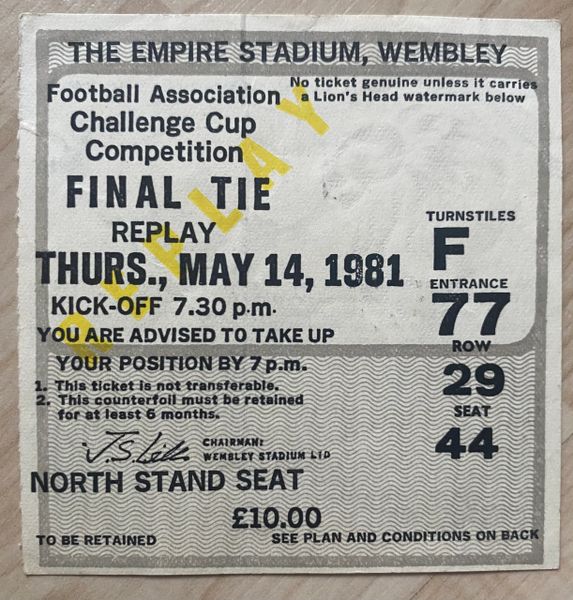 THE EMPIRE STADIUM, WEMBLEY
No ticket genuine unless it carries
a Lion's Head watermark below
Football Association
Challenge Cup
Competition
FINAL TIE
REPLAY
REPLAY
THURS., MAY 14, 1981
KICK-OFF 7.30 p.m.
YOU ARE ADVISED TO TAKE UP
YOUR POSITION BY 7 p.m.
TURNSTILES
F
ENTRANCE
77
ROW
29
SEAT
44
1. This ticket is not transferable.
2. This counterfoil must be retained
for at least 6 months.
CHAIRMAN:
WEMBLEY STADIUM LTD
NORTH STAND SEAT
£10.00
TO BE RETAINED
SEE PLAN AND CONDITIONS ON BACK